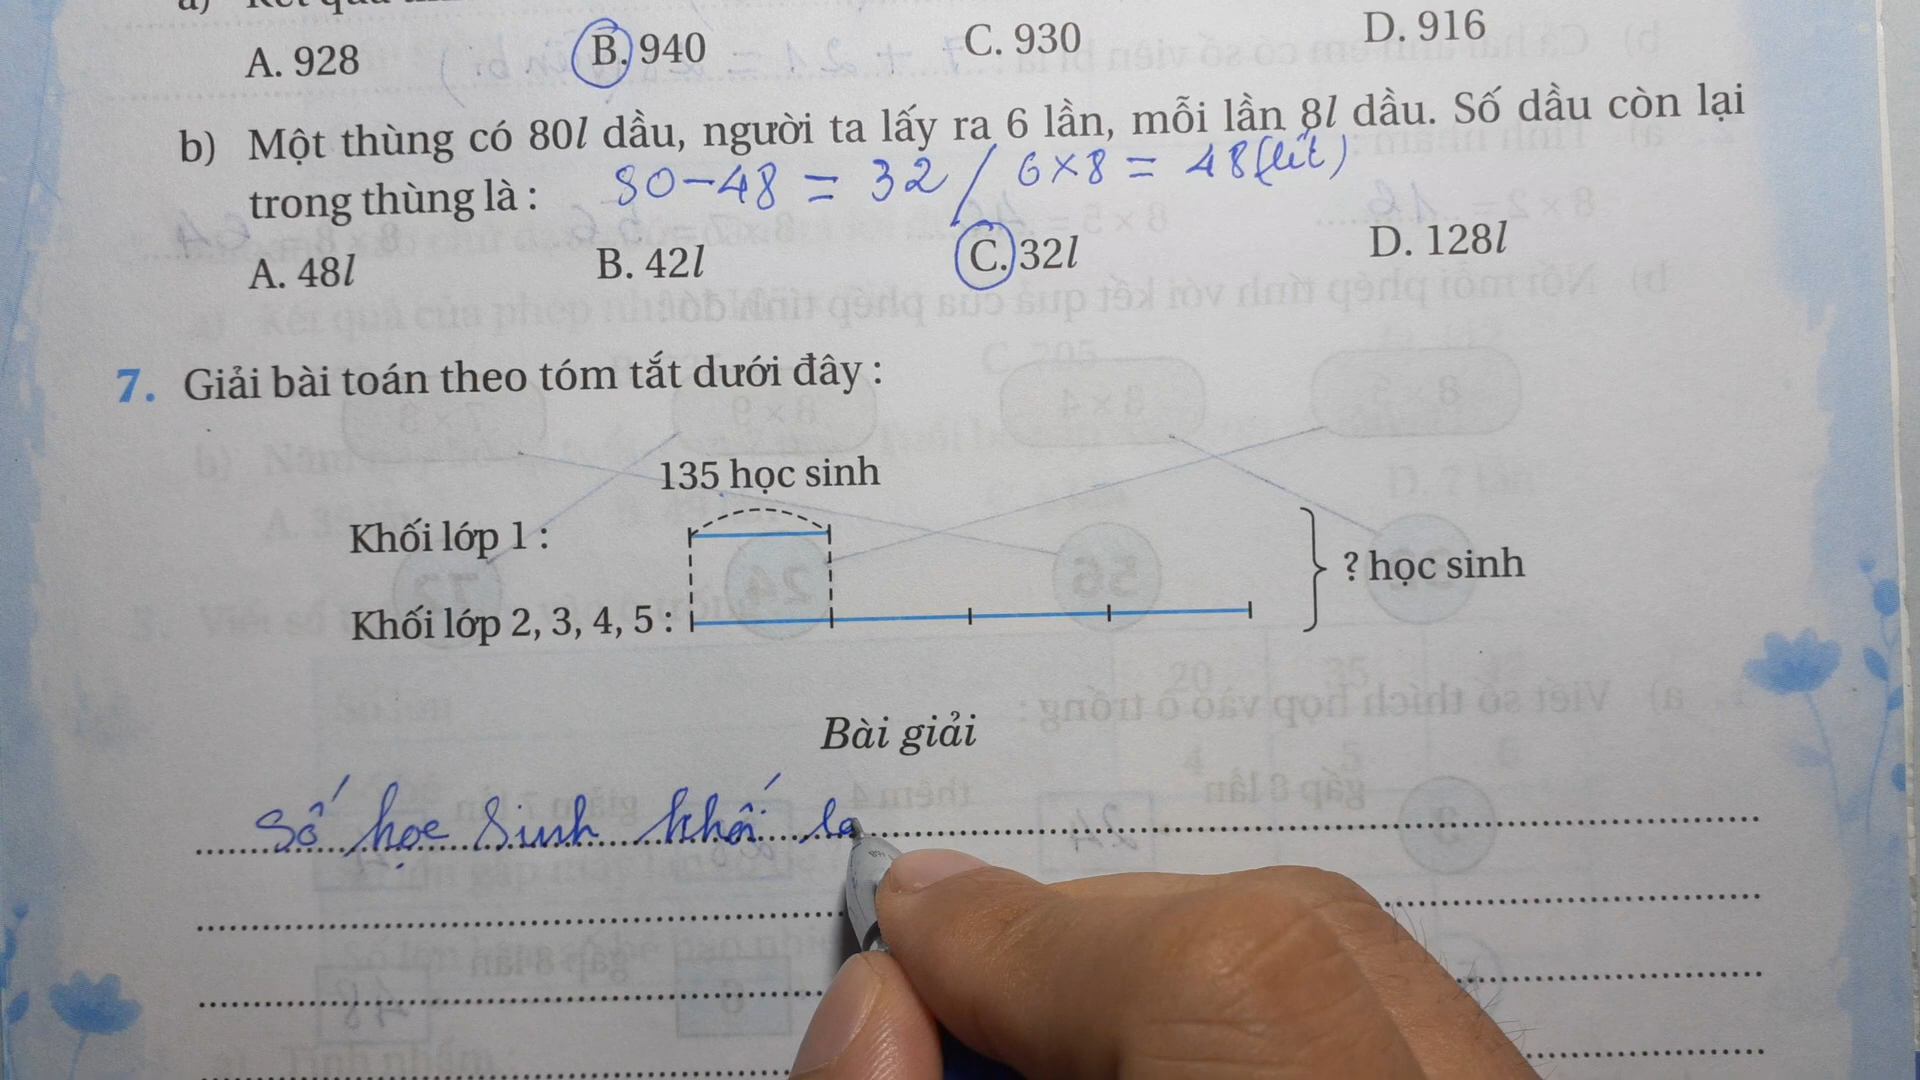 A. 928 B. 940 C. 930 D. 916
b) Một thùng có 80l dầu, người ta lấy ra 6 lần, mỗi lần 8l dầu. Số dầu còn lại
trong thùng là : 80 - 48 = 32 / 6 x 8 = 48 (lít)
A. 48l B. 42l C. 32l D. 128l
7. Giải bài toán theo tóm tắt dưới đây :
135 học sinh
Khối lớp 1 :
? học sinh
Khối lớp 2, 3, 4, 5 :
Bài giải
Số học sinh khối